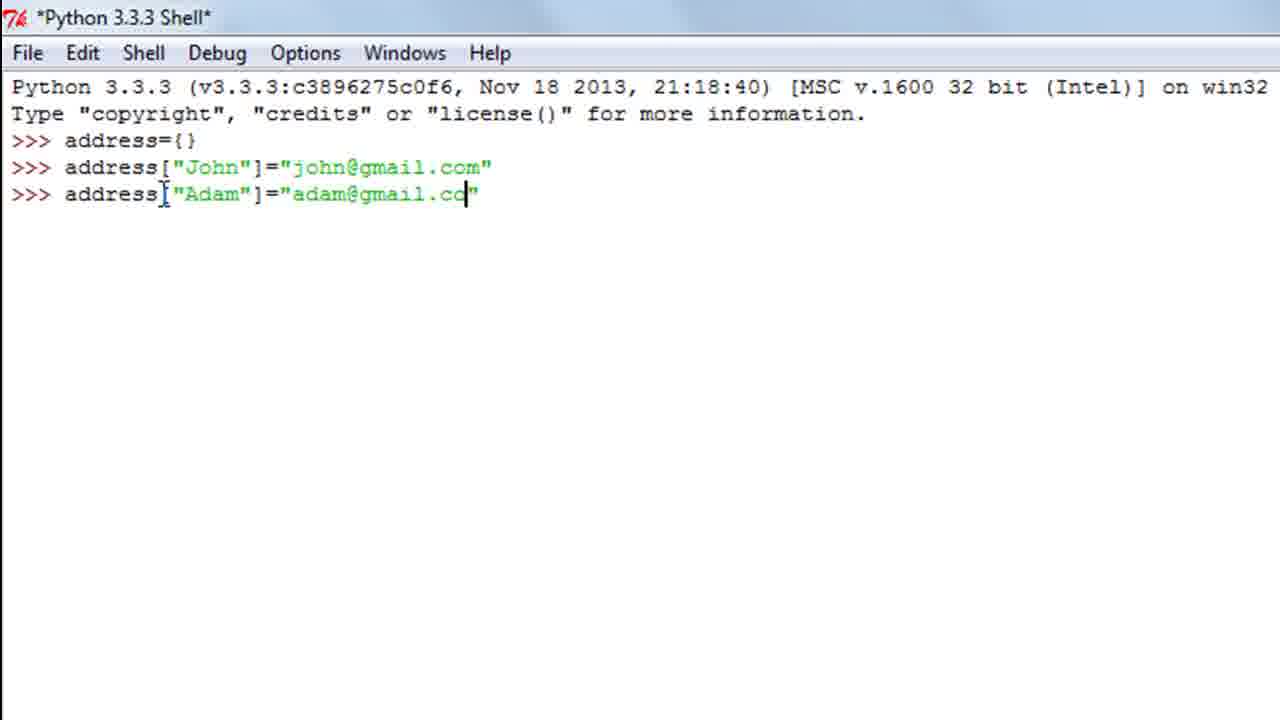 *Python 3.3.3 Shell*
File Edit Shell Debug Options Windows Help
Python 3.3.3 (v3.3.3:c3896275c0f6, Nov 18 2013, 21:18:40) [MSC v.1600 32 bit (Intel)] on win32
Type "copyright", "credits" or "license()" for more information.
>>> address={}
>>> address["John"]="john@gmail.com"
>>> address["Adam"]="adam@gmail.co"